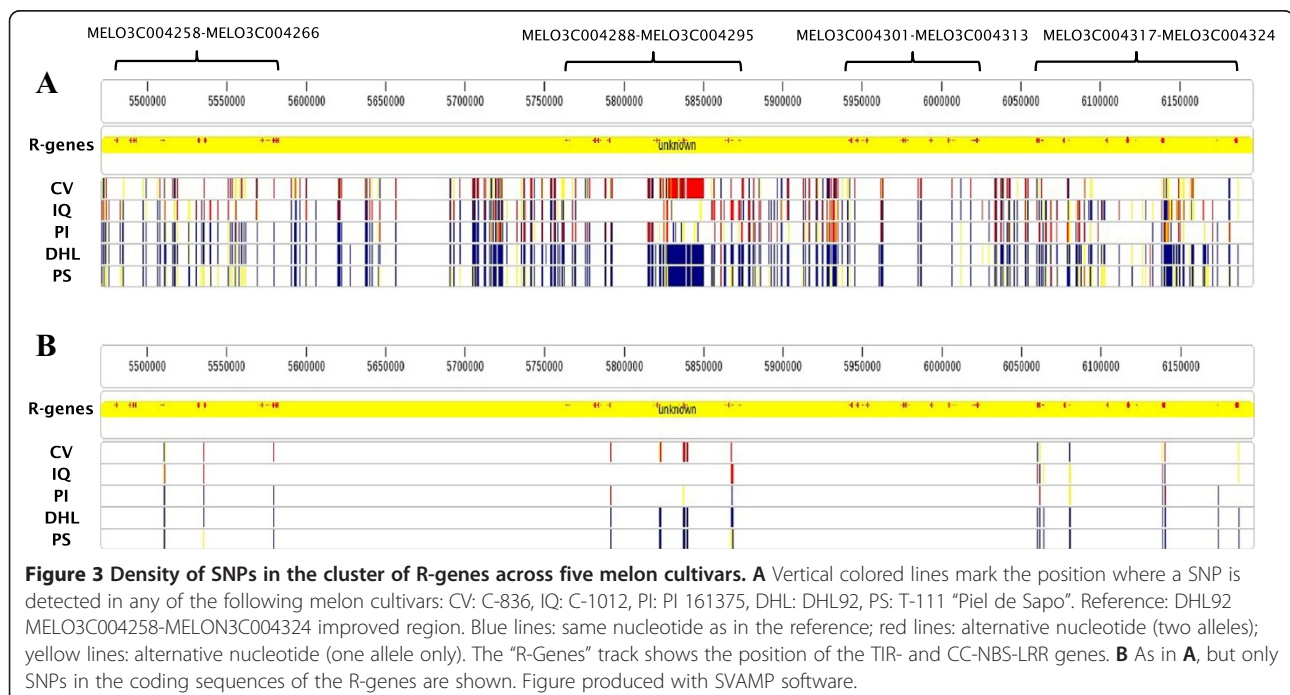 MELO3C004258-MELO3C004266 MELO3C004288-MELO3C004295 MELO3C004301-MELO3C004313 MELO3C004317-MELO3C004324
A
5500000 5550000 5600000 5650000 5700000 5750000 5800000 5850000 5900000 5950000 6000000 6050000 6100000 6150000
R-genes unknown
CV
IQ
PI
DHL
PS
B
5500000 5550000 5600000 5650000 5700000 5750000 5800000 5850000 5900000 5950000 6000000 6050000 6100000 6150000
R-genes unknown
CV
IQ
PI
DHL
PS
Figure 3 Density of SNPs in the cluster of R-genes across five melon cultivars. A Vertical colored lines mark the position where a SNP is
detected in any of the following melon cultivars: CV: C-836, IQ: C-1012, PI: PI 161375, DHL: DHL92, PS: T-111 “Piel de Sapo”. Reference: DHL92
MELO3C004258-MELON3C004324 improved region. Blue lines: same nucleotide as in the reference; red lines: alternative nucleotide (two alleles);
yellow lines: alternative nucleotide (one allele only). The “R-Genes” track shows the position of the TIR- and CC-NBS-LRR genes. B As in A, but only
SNPs in the coding sequences of the R-genes are shown. Figure produced with SVAMP software.